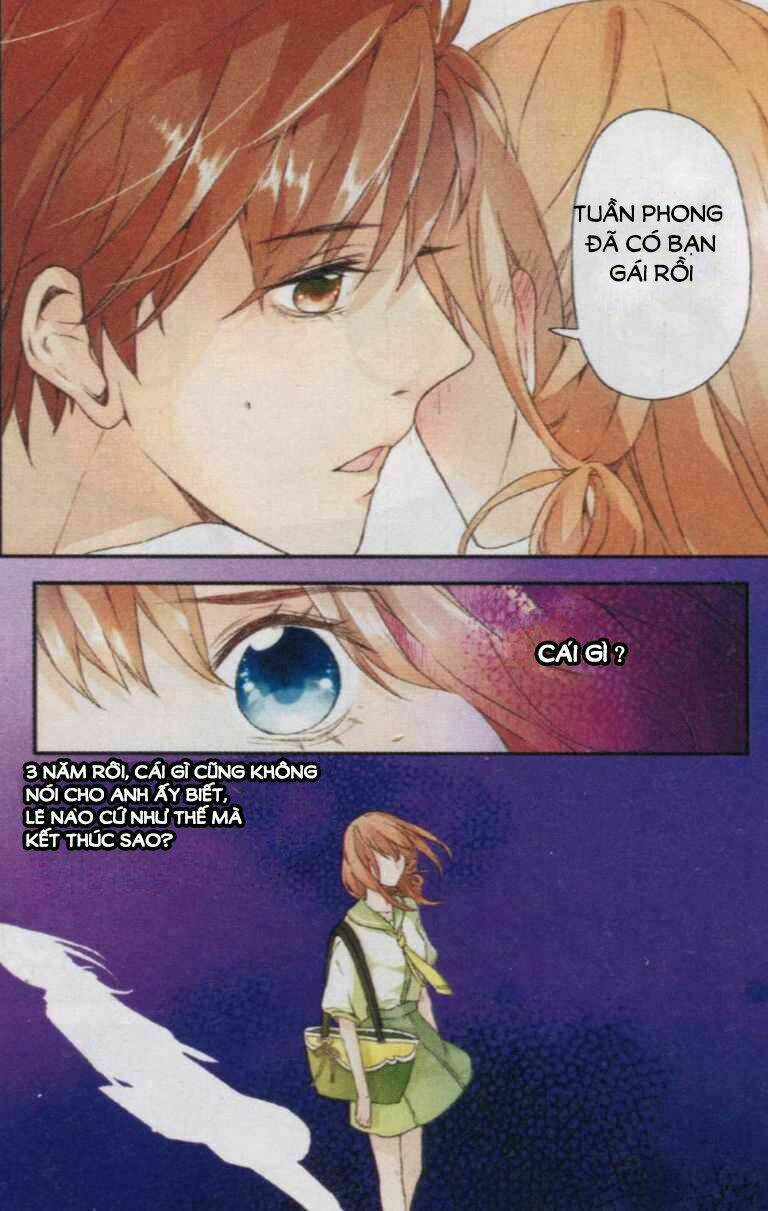 TUẦN PHONG
ĐÃ CÓ BẠN
GÁI RỒI
CÁI GÌ ?
3 NĂM RỒI, CÁI GÌ CŨNG KHÔNG
NÓI CHO ANH ẤY BIẾT,
LẼ NÀO CỨ NHƯ THẾ MÀ
KẾT THÚC SAO?